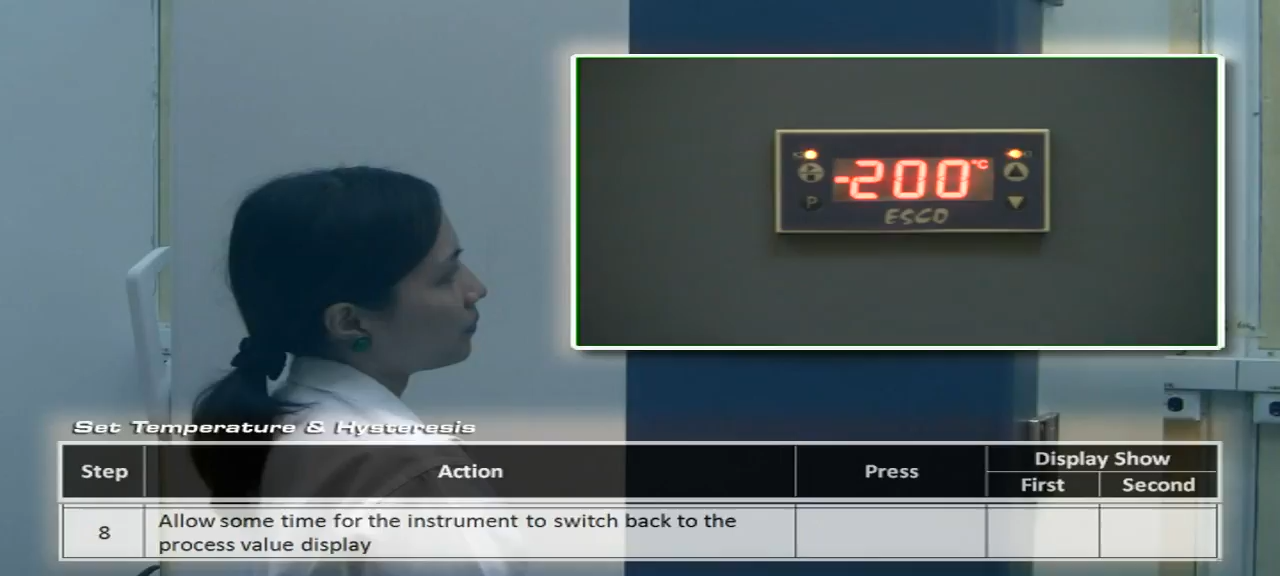 -200°C
P
ESCO
Set Temperature & Hysteresis
Step
Action
Press
Display Show
First
Second
8
Allow some time for the instrument to switch back to the
process value display